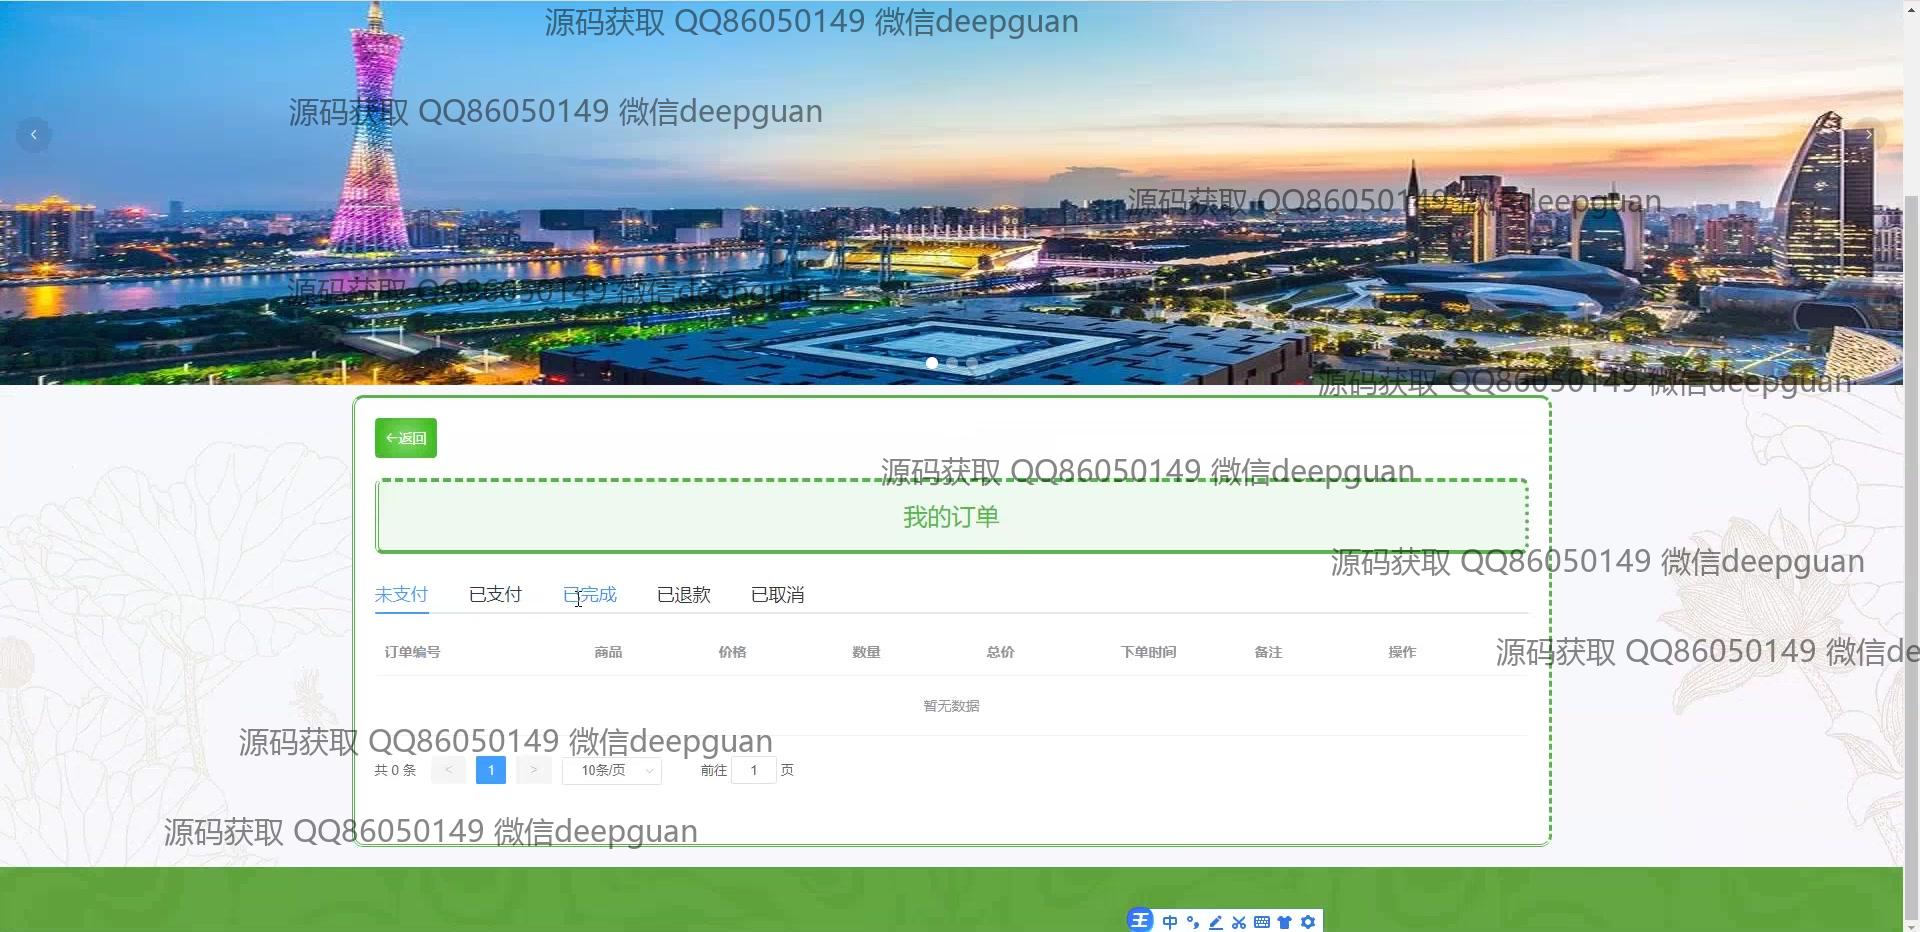 源码获取 QQ86050149 微信deepguan
源码获取 QQ86050149 微信deepguan
源码获取 QQ86050149 微信deepguan
源码获取 QQ86050149 微信deepguan
源码获取 QQ86050149 微信deepguan
←返回
源码获取 QQ86050149 微信deepguan
我的订单
源码获取 QQ86050149 微信deepguan
未支付 已支付 已完成 已退款 已取消
订单编号 商品 价格 数量 总价 下单时间 备注 操作
源码获取 QQ86050149 微信de
暂无数据
源码获取 QQ86050149 微信deepguan
共 0 条 < 1 > 10条/页 前往 1 页
源码获取 QQ86050149 微信deepguan
王 中